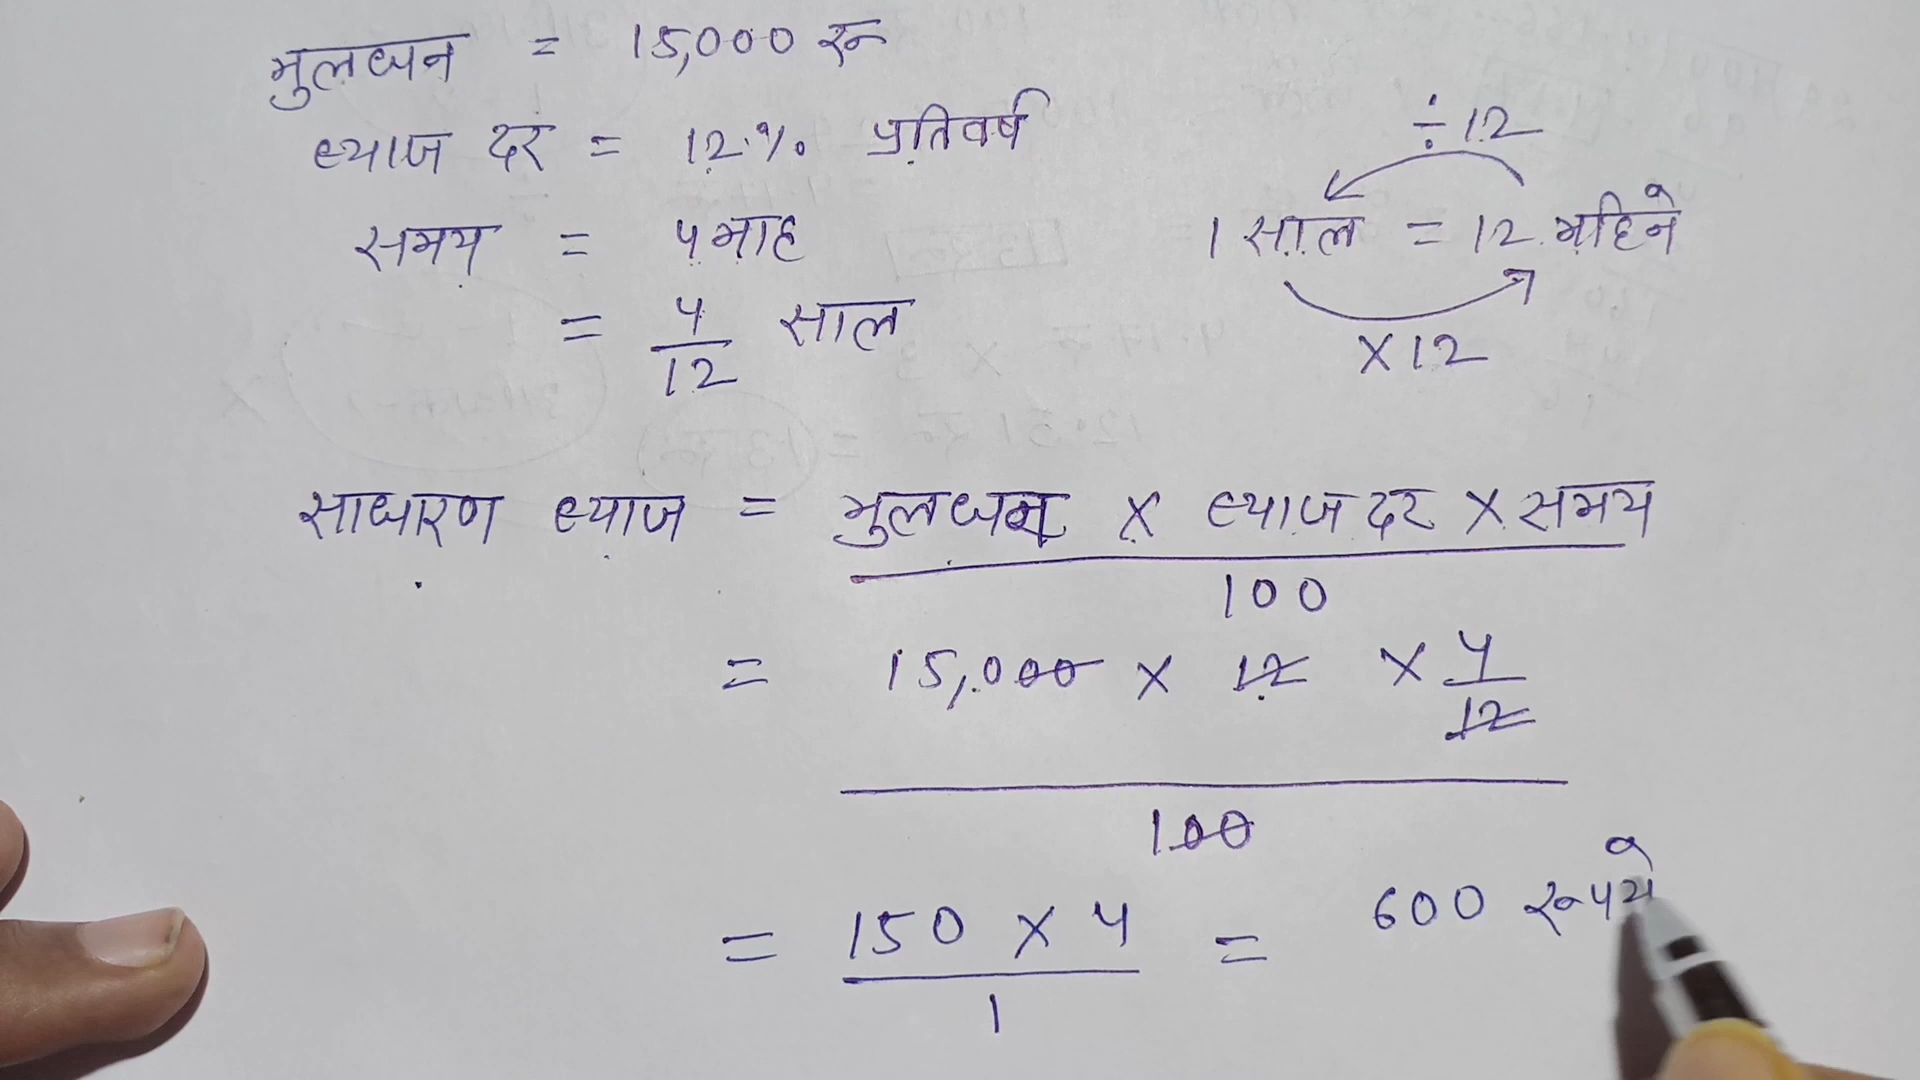 मुलधन = 15,000 रू
ब्याज दर = 12% प्रतिवर्ष
समय = 4 माह
= 4/12 साल
÷12
1 साल = 12 महिने
×12
साधारण ब्याज = मुलधन × ब्याज दर × समय
100
= 15,000 × 12 × 4/12
100
= 150 × 4 = 600 रूपये
1